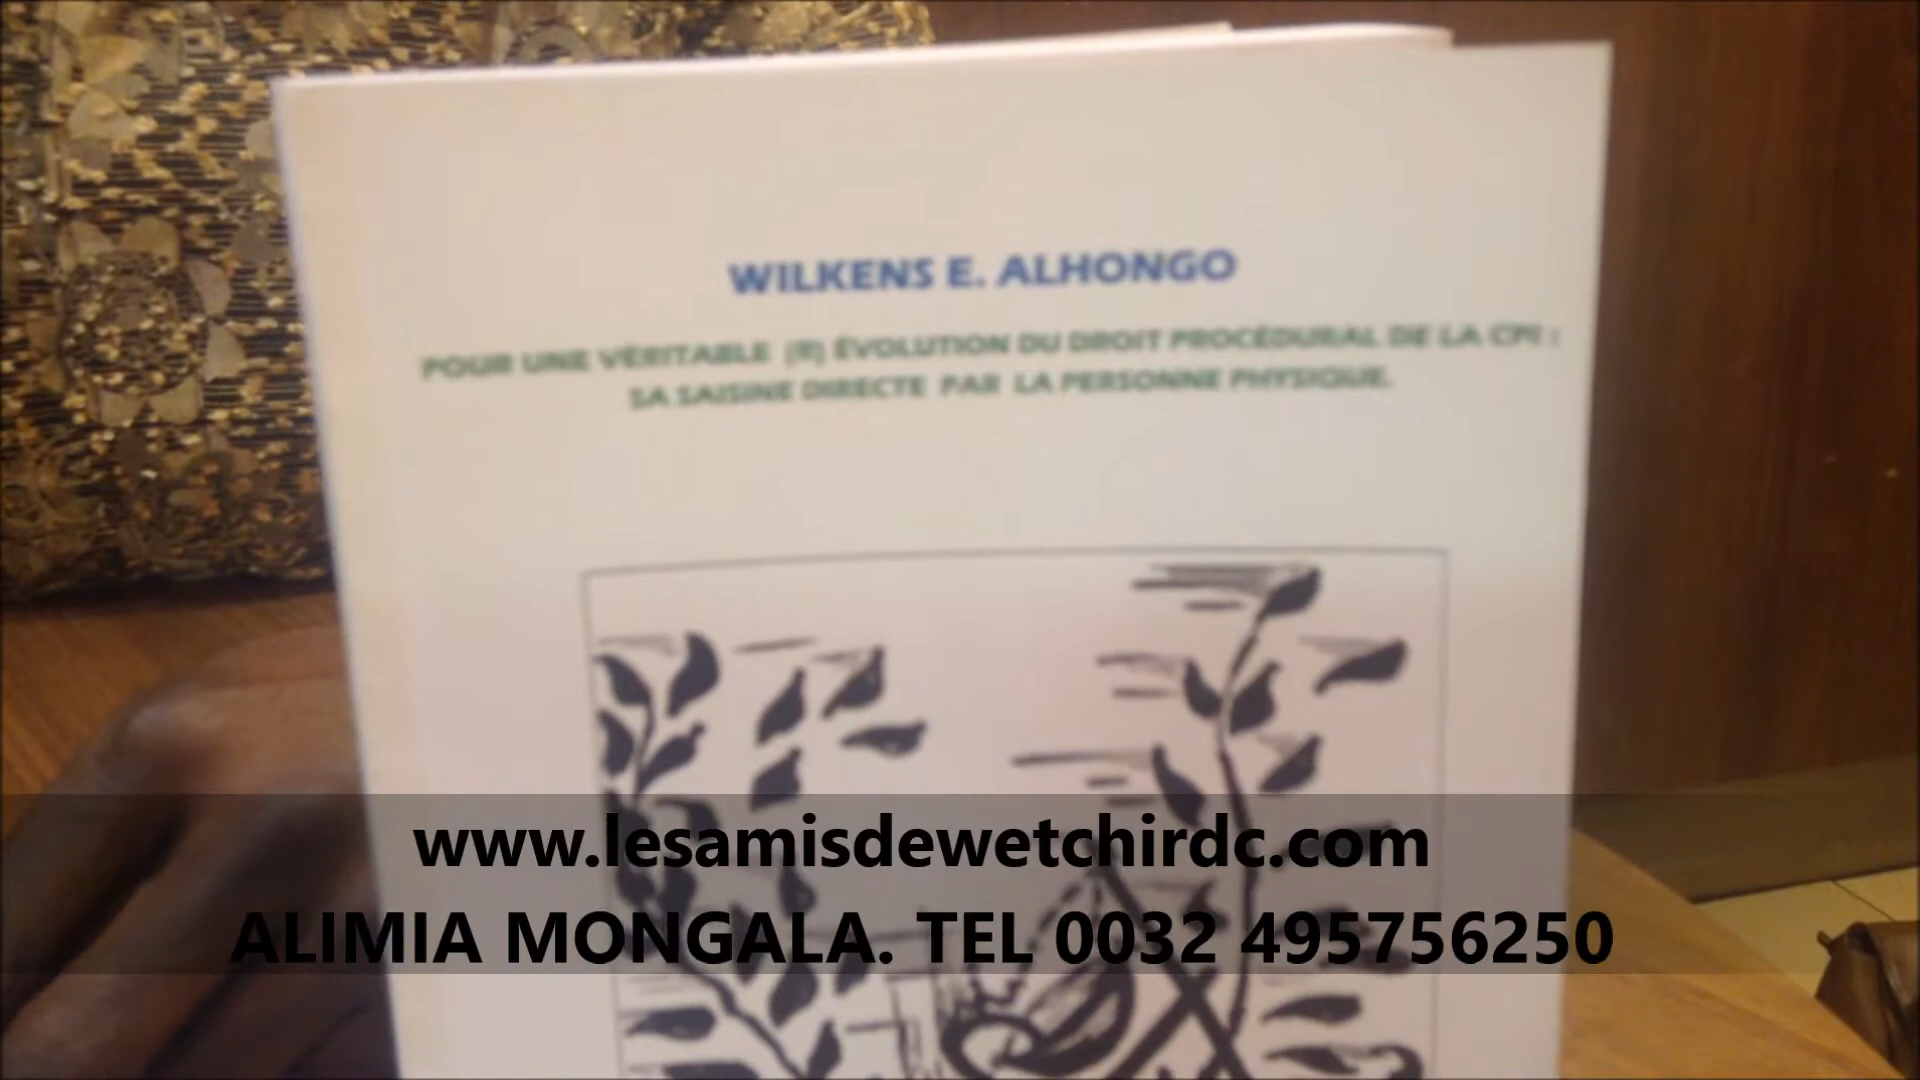 WILKENS E. ALHONGO
POUR UNE VÉRITABLE (R) ÉVOLUTION DU DROIT PROCÉDURAL DE LA CPI :
SA SAISINE DIRECTE PAR LA PERSONNE PHYSIQUE.
www.lesamisdewetchirdc.com
ALIMIA MONGALA. TEL 0032 495756250